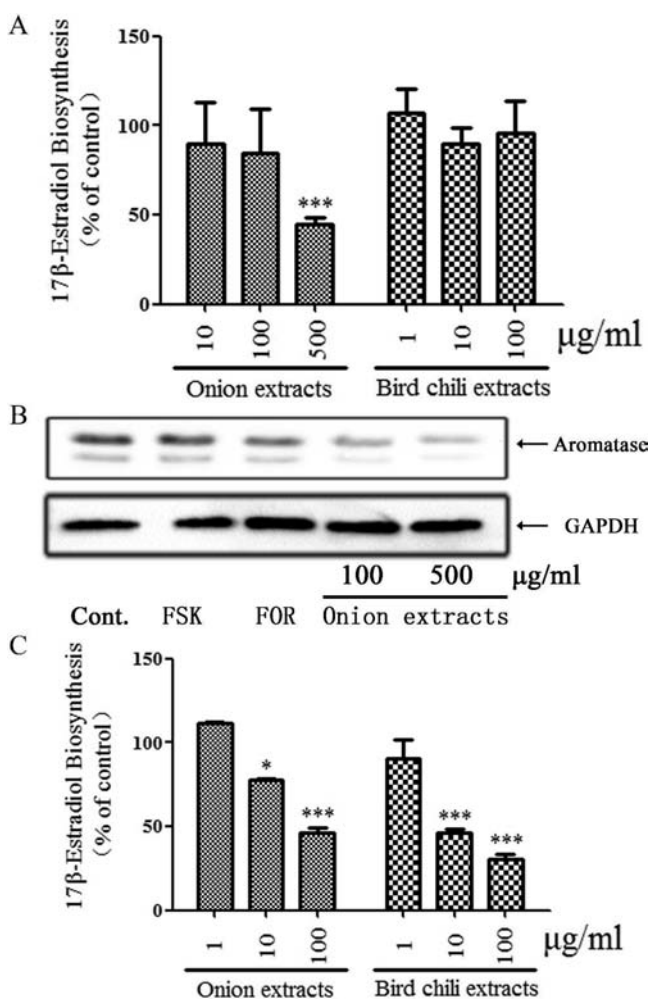 A
17β-Estradiol Biosynthesis
(% of control)
150
100
50
0
***
10
100
500
1
10
100
μg/ml
Onion extracts
Bird chili extracts
B
Aromatase
GAPDH
100
500
μg/ml
Cont.
FSK
FOR
Onion extracts
C
17β-Estradiol Biosynthesis
(% of control)
150
100
50
0
*
***
***
***
1
10
100
1
10
100
μg/ml
Onion extracts
Bird chili extracts